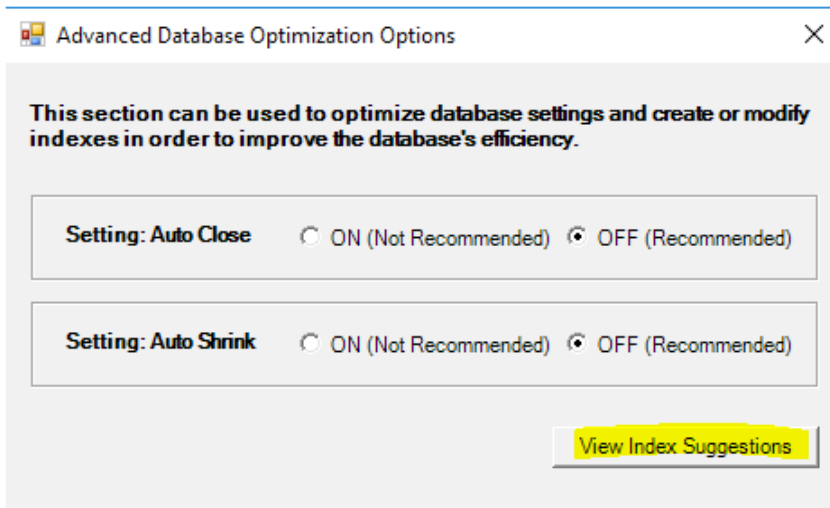 Advanced Database Optimization Options
This section can be used to optimize database settings and create or modify
indexes in order to improve the database's efficiency.
Setting: Auto Close ON (Not Recommended) OFF (Recommended)
Setting: Auto Shrink ON (Not Recommended) OFF (Recommended)
View Index Suggestions